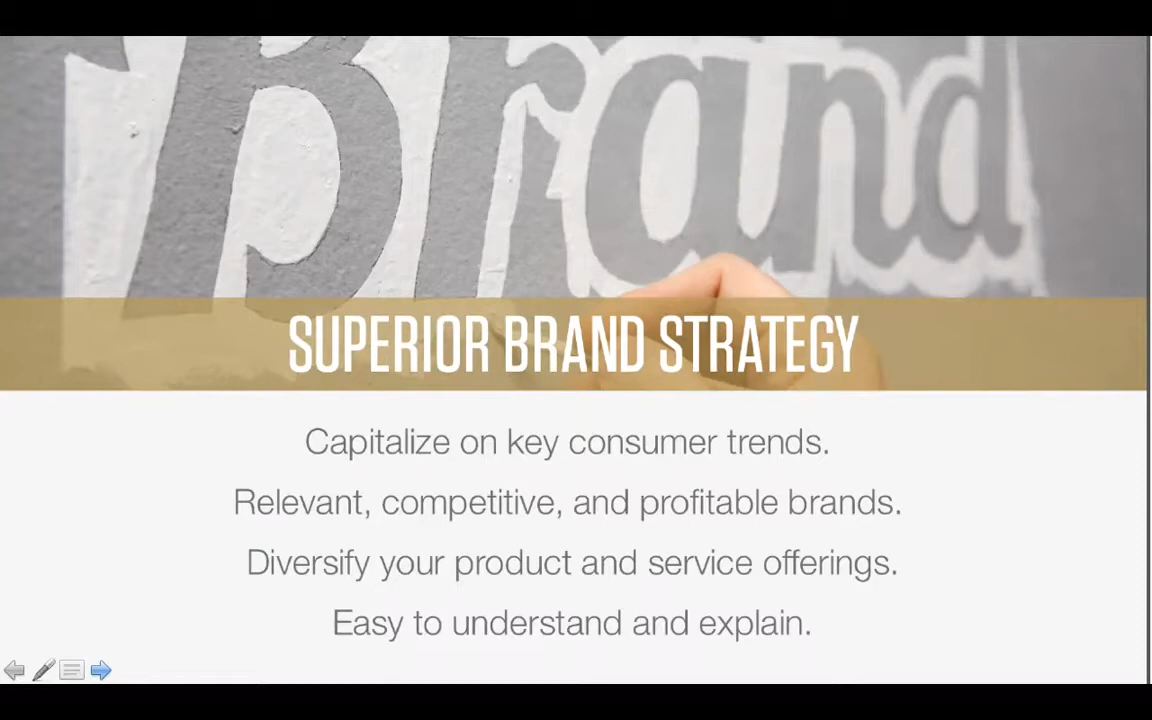 Brand
SUPERIOR BRAND STRATEGY
Capitalize on key consumer trends.
Relevant, competitive, and profitable brands.
Diversify your product and service offerings.
Easy to understand and explain.